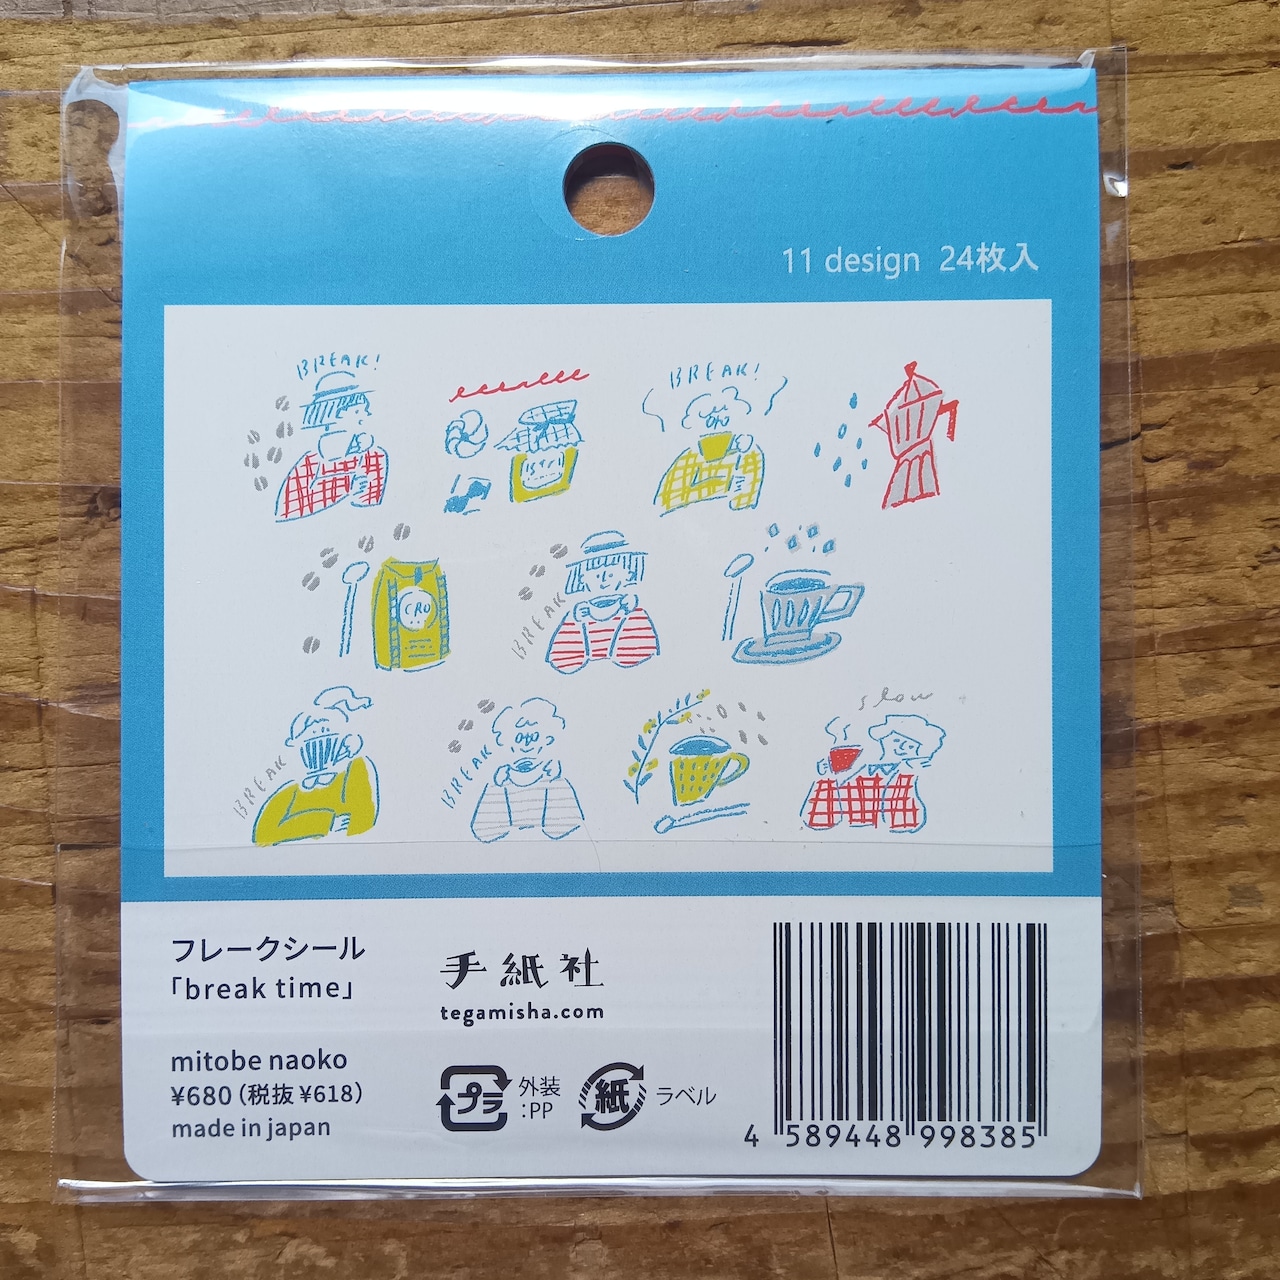 11 design 24枚入
BREAK!
BREAK!
CRO
BREAK
BREAK
BREAK
slow
フレークシール
「break time」
mitobe naoko
¥680（税抜 ¥618）
made in japan
手紙社
tegamisha.com
プラ
外装
:PP
紙
ラベル
4 589448 998385